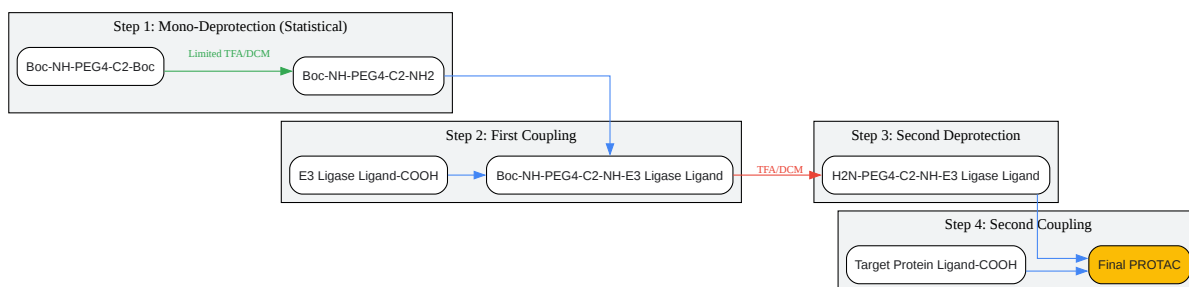 Step 1: Mono-Deprotection (Statistical)
Boc-NH-PEG4-C2-Boc
Limited TFA/DCM
Boc-NH-PEG4-C2-NH2
Step 2: First Coupling
E3 Ligase Ligand-COOH
Boc-NH-PEG4-C2-NH-E3 Ligase Ligand
TFA/DCM
Step 3: Second Deprotection
H2N-PEG4-C2-NH-E3 Ligase Ligand
Step 4: Second Coupling
Target Protein Ligand-COOH
Final PROTAC